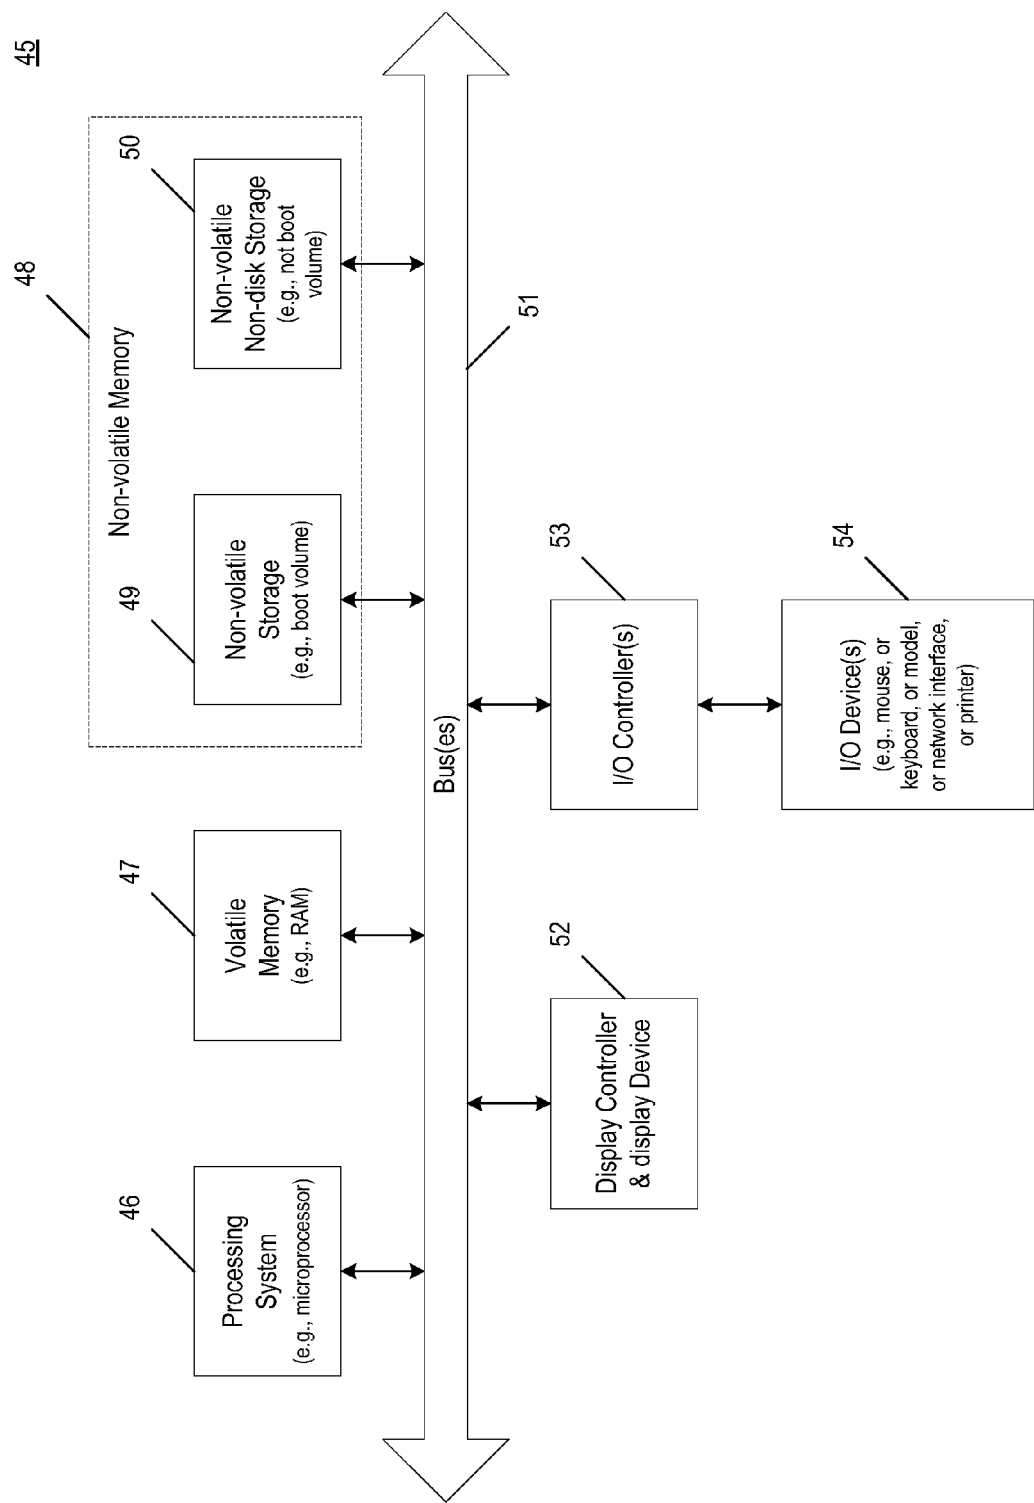 45
48
Non-volatile Memory
46
Processing
System
(e.g., microprocessor)
47
Volatile
Memory
(e.g., RAM)
49
Non-volatile
Storage
(e.g., boot volume)
50
Non-volatile
Non-disk Storage
(e.g., not boot
volume)
Bus(es)
51
52
Display Controller
& display Device
53
I/O Controller(s)
54
I/O Device(s)
(e.g., mouse, or
keyboard, or model,
or network interface,
or printer)